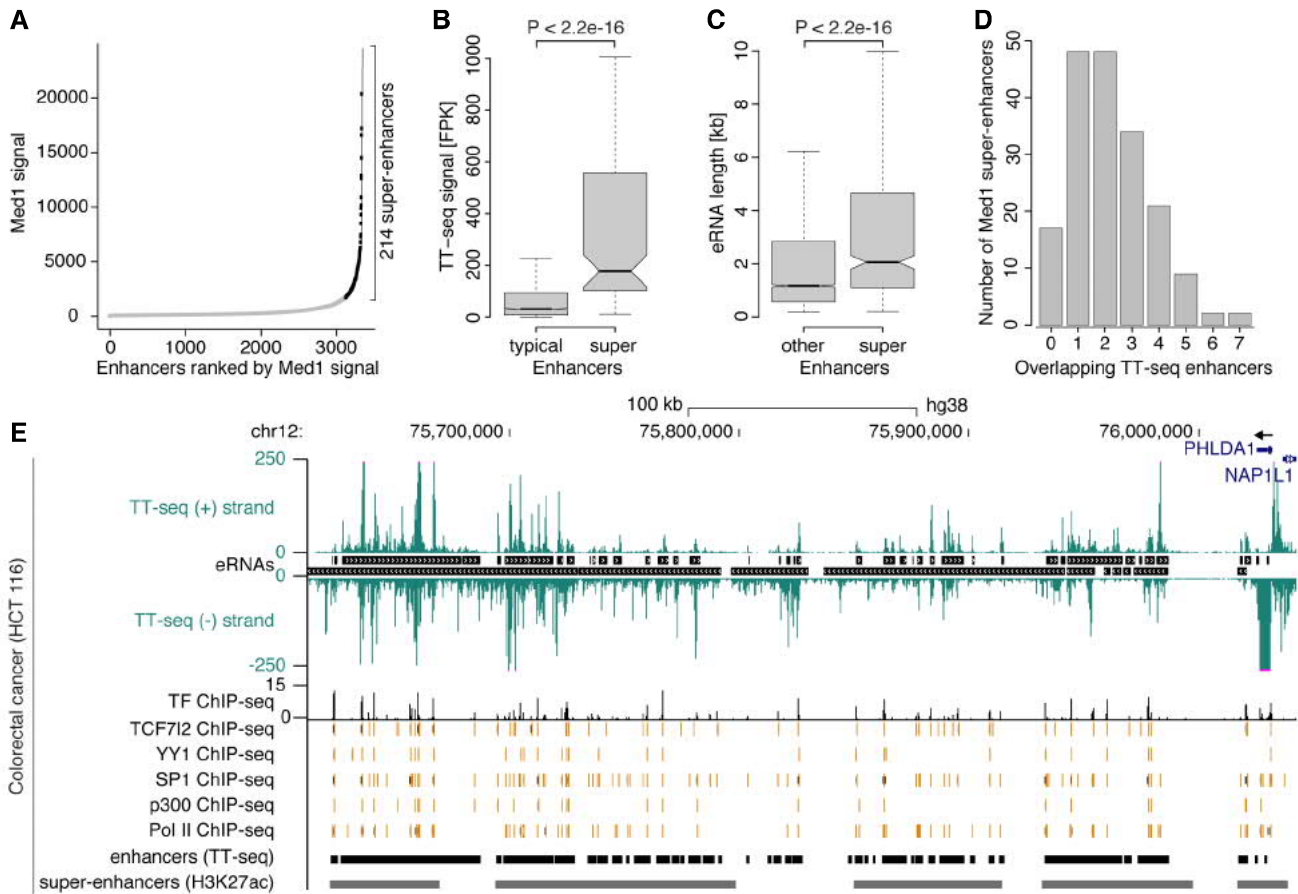 A
Med1 signal
20000
15000
10000
5000
0
214 super-enhancers
0 1000 2000 3000
Enhancers ranked by Med1 signal
B
P < 2.2e-16
TT-seq signal [FPK]
1000
800
600
400
200
0
typical super
Enhancers
C
P < 2.2e-16
eRNA length [kb]
10
8
6
4
2
0
other super
Enhancers
D
Number of Med1 super-enhancers
50
40
30
20
10
0
0 1 2 3 4 5 6 7
Overlapping TT-seq enhancers
E
100 kb hg38
chr12: 75,700,000 75,800,000 75,900,000 76,000,000
PHLDA1
NAP1L1
Colorectal cancer (HCT 116)
250
TT-seq (+) strand
0
eRNAs
0
TT-seq (-) strand
-250
15
TF ChIP-seq
0
TCF7l2 ChIP-seq
YY1 ChIP-seq
SP1 ChIP-seq
p300 ChIP-seq
Pol II ChIP-seq
enhancers (TT-seq)
super-enhancers (H3K27ac)